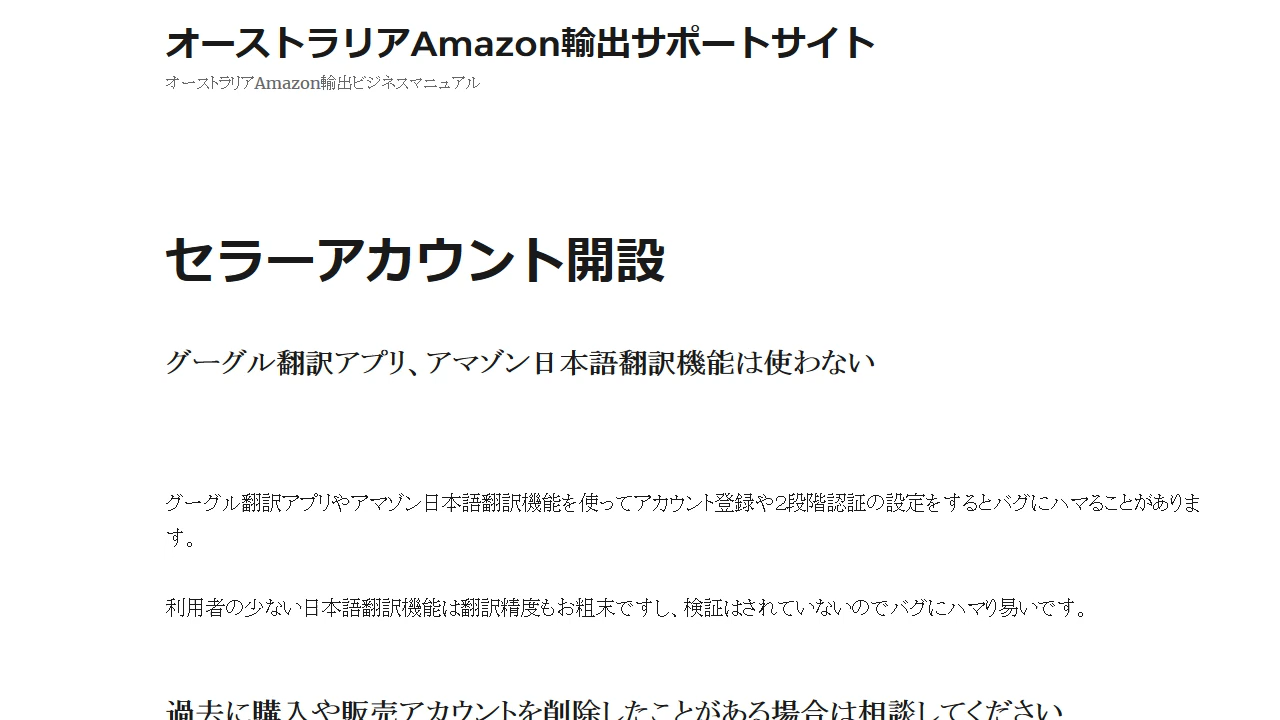 オーストラリアAmazon輸出サポートサイト
オーストラリアAmazon輸出ビジネスマニュアル
セラーアカウント開設
グーグル翻訳アプリ、アマゾン日本語翻訳機能は使わない
グーグル翻訳アプリやアマゾン日本語翻訳機能を使ってアカウント登録や2段階認証の設定をするとバグにハマることがありま
す。
利用者の少ない日本語翻訳機能は翻訳精度もお粗末ですし、検証はされていないのでバグにハマり易いです。
過去に購入や販売アカウントを削除したことがある場合は相談してください